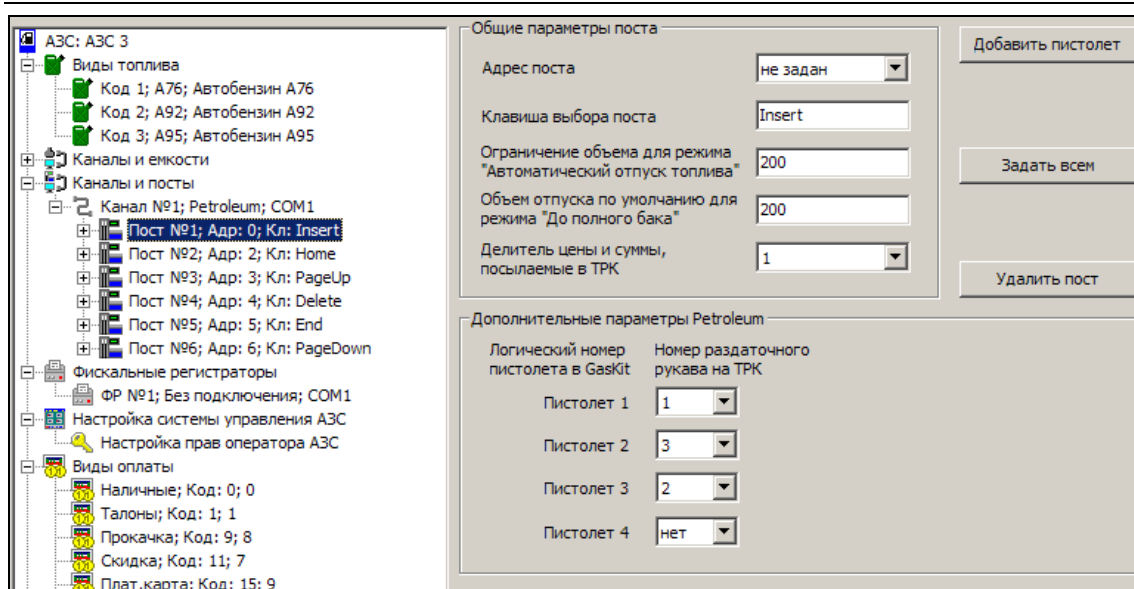 АЗС: АЗС 3
Виды топлива
Код 1; А76; Автобензин А76
Код 2; А92; Автобензин А92
Код 3; А95; Автобензин А95
Каналы и емкости
Каналы и посты
Канал №1; Petroleum; COM1
Пост №1; Адр: 0; Кл: Insert
Пост №2; Адр: 2; Кл: Home
Пост №3; Адр: 3; Кл: PageUp
Пост №4; Адр: 4; Кл: Delete
Пост №5; Адр: 5; Кл: End
Пост №6; Адр: 6; Кл: PageDown
Фискальные регистраторы
ФР №1; Без подключения; COM1
Настройка системы управления АЗС
Настройка прав оператора АЗС
Виды оплаты
Наличные; Код: 0; 0
Талоны; Код: 1; 1
Прокачка; Код: 9; 8
Скидка; Код: 11; 7
Плат.карта; Код: 15; 9
Общие параметры поста
Адрес поста
не задан
Клавиша выбора поста
Insert
Ограничение объема для режима
"Автоматический отпуск топлива"
200
Объем отпуска по умолчанию для
режима "До полного бака"
200
Делитель цены и суммы,
посылаемые в ТРК
1
Добавить пистолет
Задать всем
Удалить пост
Дополнительные параметры Petroleum
Логический номер
пистолета в GasKit
Номер раздаточного
рукава на ТРК
Пистолет 1
1
Пистолет 2
3
Пистолет 3
2
Пистолет 4
нет